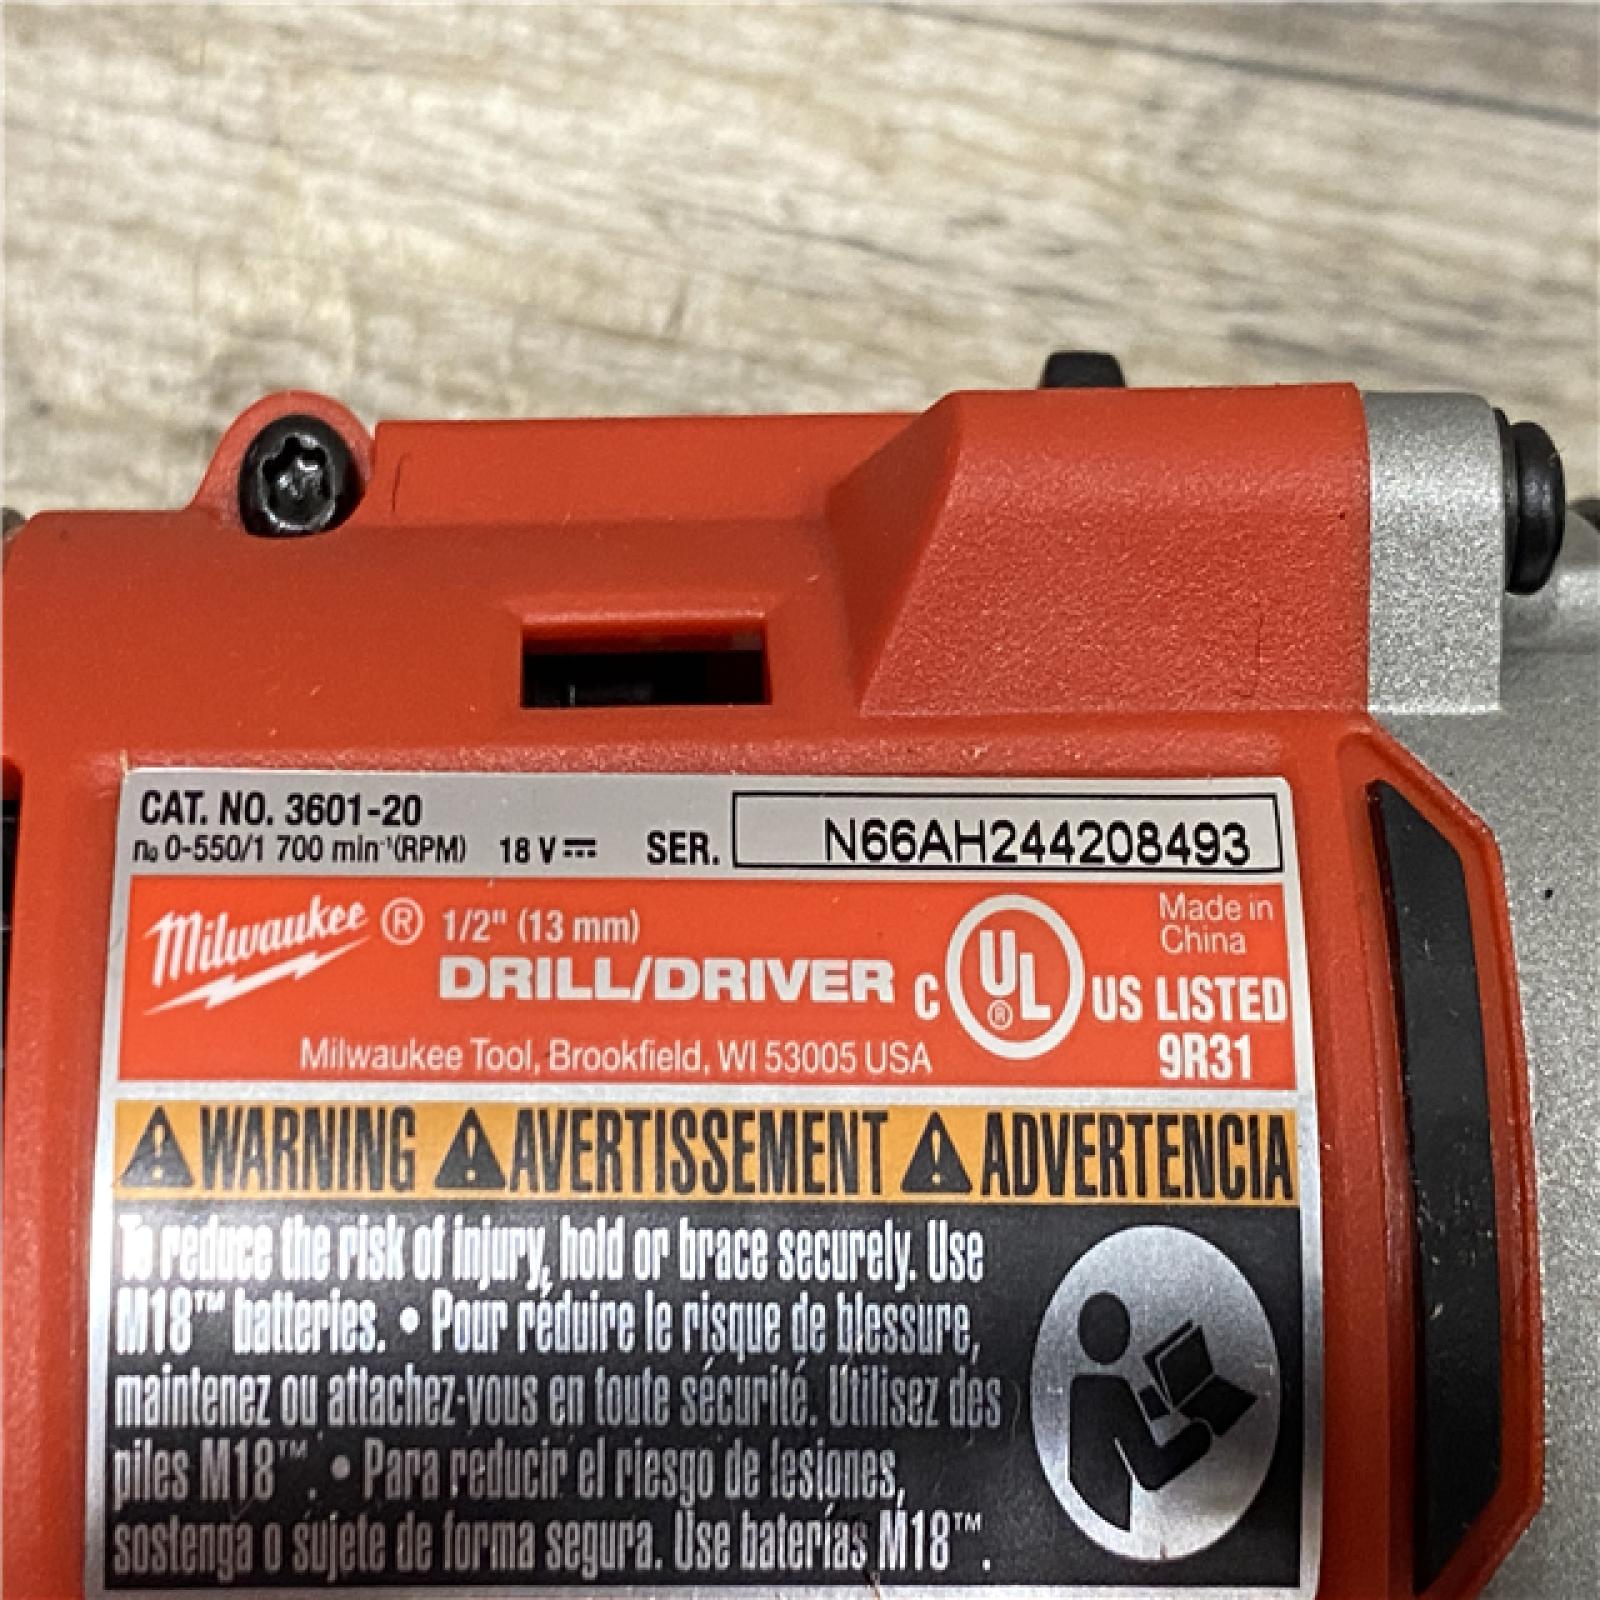 CAT. NO. 3601-20
n₀ 0-550/1 700 min⁻¹(RPM) 18 V⎓ SER. N66AH244208493
Milwaukee® 1/2" (13 mm)
DRILL/DRIVER
Milwaukee Tool, Brookfield, WI 53005 USA
C UL® US LISTED
9R31
Made in
China
WARNING AVERTISSEMENT ADVERTENCIA
To reduce the risk of injury, hold or brace securely. Use
M18™ batteries. • Pour réduire le risque de blessure,
maintenez ou attachez-vous en toute sécurité. Utilisez des
piles M18™. • Para reducir el riesgo de lesiones,
sostenga o sujete de forma segura. Use baterías M18™.